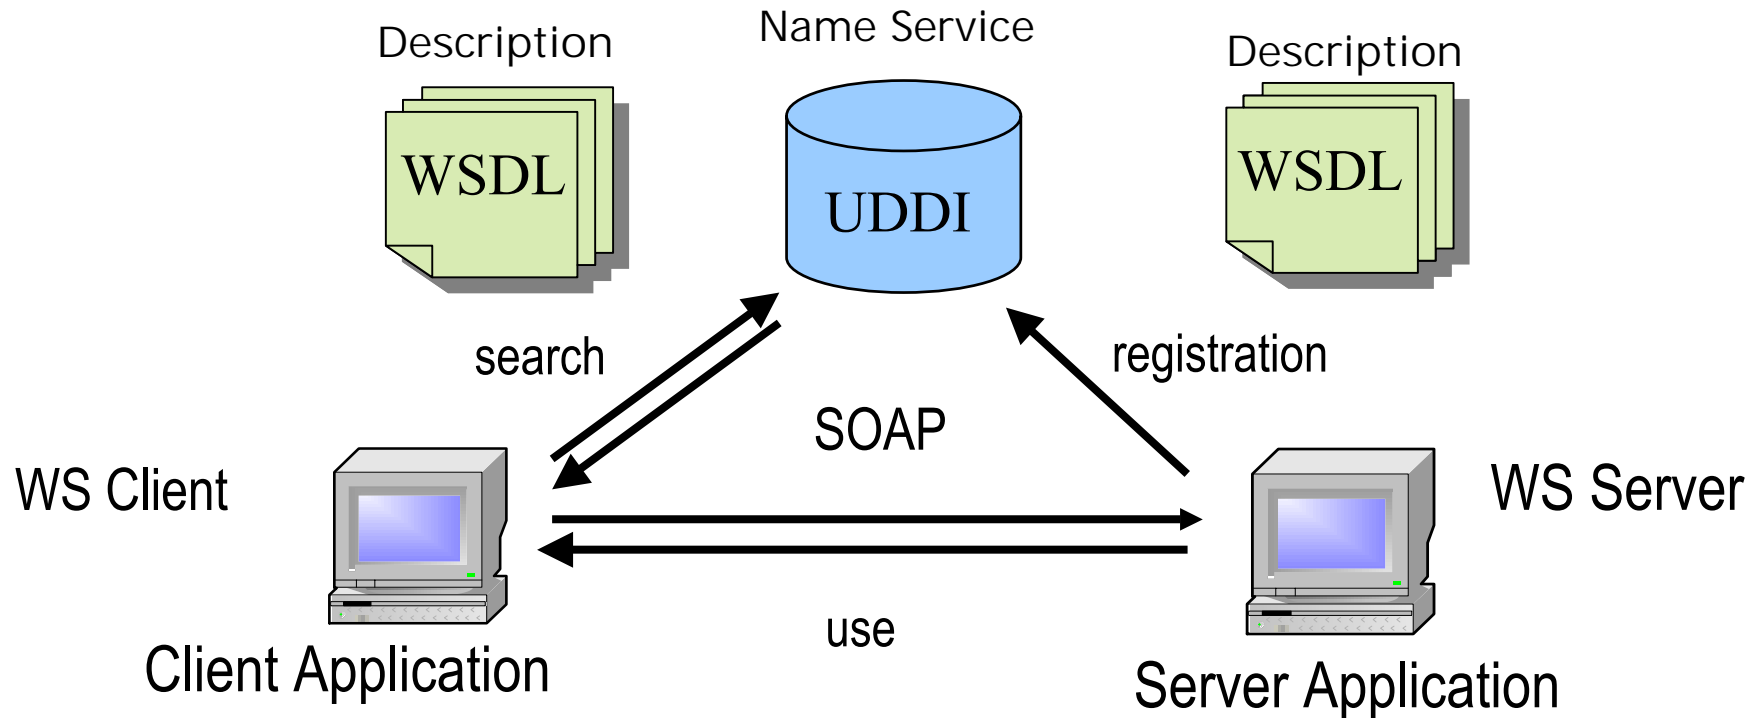 Description
Name Service
Description
WSDL
UDDI
WSDL
search
registration
SOAP
WS Client
WS Server
use
Client Application
Server Application